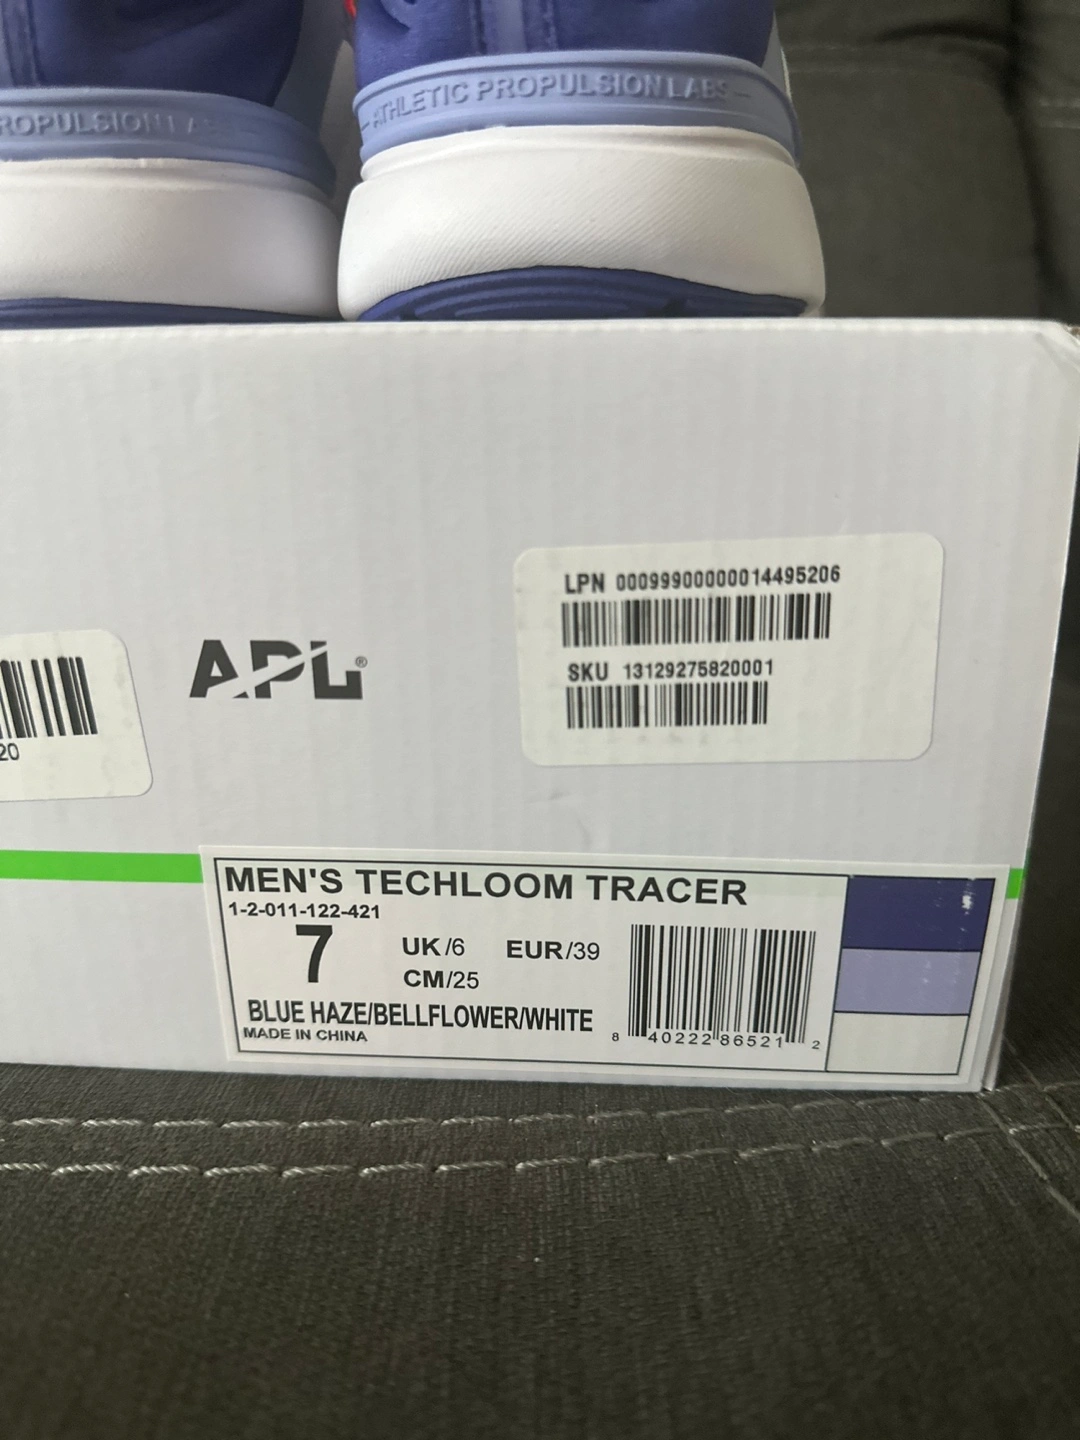 ROPULSION LABS —
— ATHLETIC PROPULSION LABS —
LPN 00099900000014495206
SKU 13129275820001
APL®
20
MEN'S TECHLOOM TRACER
1-2-011-122-421
7 UK/6 EUR/39
CM/25
BLUE HAZE/BELLFLOWER/WHITE
MADE IN CHINA
8 40222 86521 2